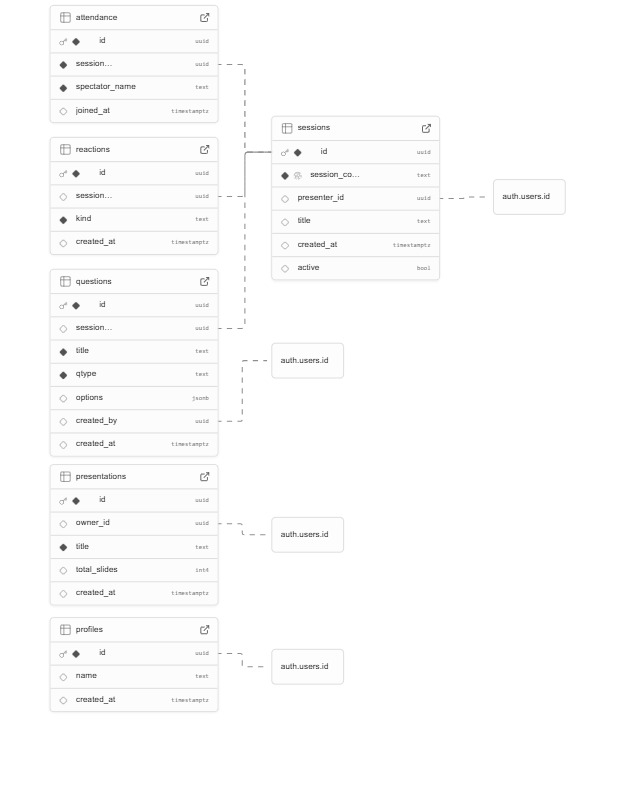 attendance
id uuid
session... uuid
spectator_name text
joined_at timestamptz
reactions
id uuid
session... uuid
kind text
created_at timestamptz
questions
id uuid
session... uuid
title text
qtype text
options jsonb
created_by uuid
created_at timestamptz
presentations
id uuid
owner_id uuid
title text
total_slides int4
created_at timestamptz
profiles
id uuid
name text
created_at timestamptz
sessions
id uuid
session_co... text
presenter_id uuid
title text
created_at timestamptz
active bool
auth.users.id
auth.users.id
auth.users.id
auth.users.id